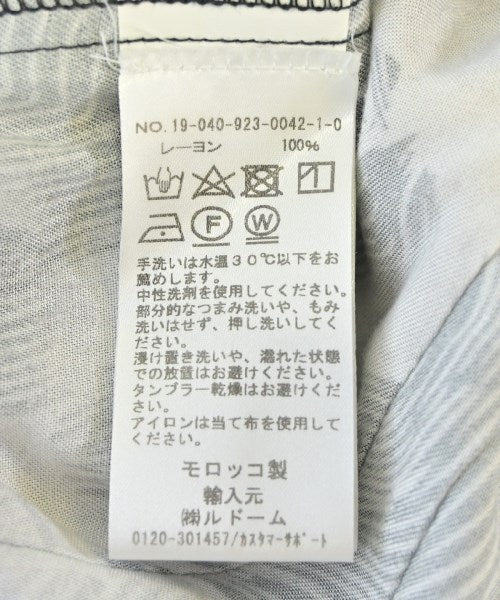 NO. 19-040-923-0042-1-0
レーヨン 100%
F W
手洗いは水温30℃以下をお
薦めします。
中性洗剤を使用してください。
部分的なつまみ洗いや、もみ
洗いはせず、押し洗いしてく
ださい。
浸け置き洗いや、濡れた状態
での放置はお避けください。
タンブラー乾燥はお避けくだ
さい。
アイロンは当て布を使用して
ください。
モロッコ製
輸入元
㈱ルドーム
0120-301457/カスタマーサポート